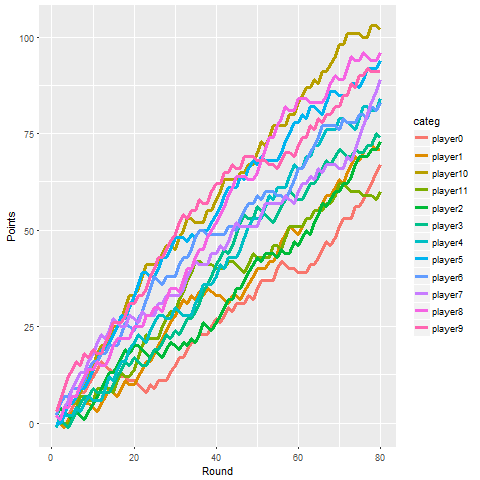 100
75
50
25
0
Points
0
20
40
60
80
Round
categ
player0
player1
player10
player11
player2
player3
player4
player5
player6
player7
player8
player9